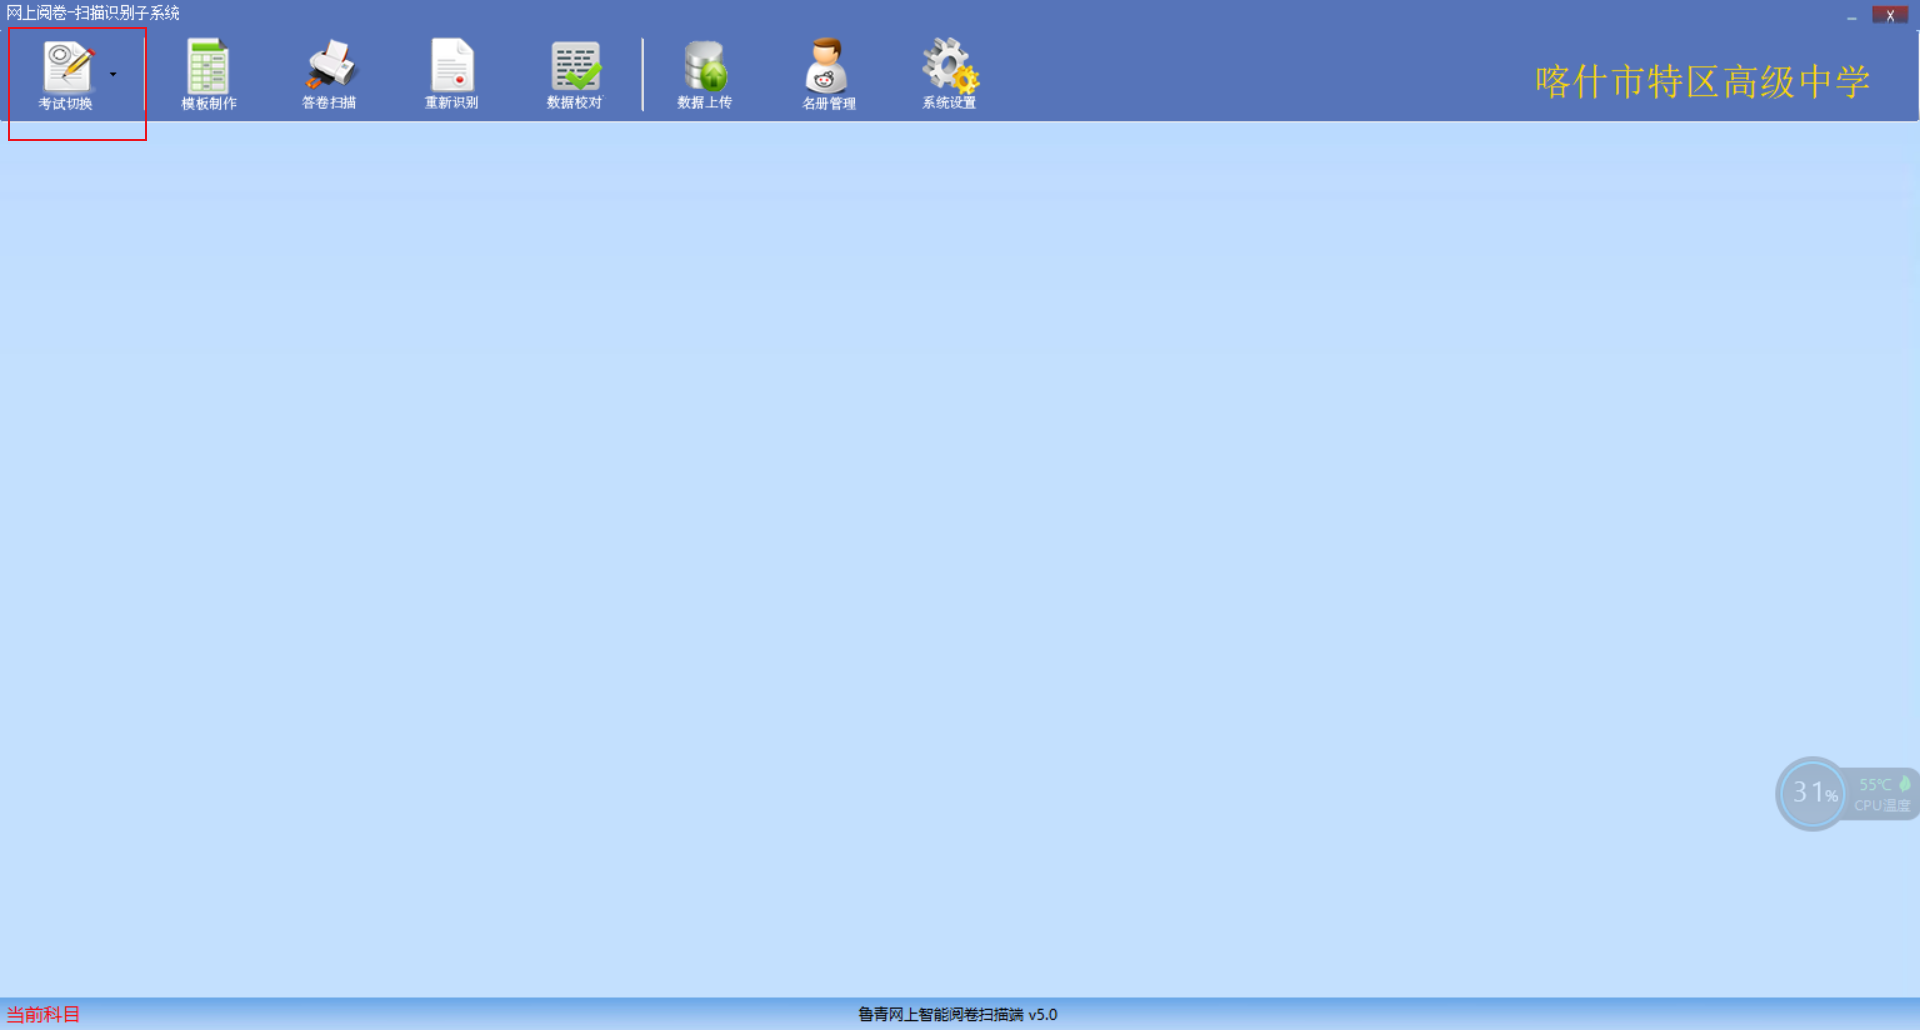 网上阅卷-扫描识别子系统
考试切换
模板制作
答卷扫描
重新识别
数据校对
数据上传
名册管理
系统设置
喀什市特区高级中学
31%
55℃
CPU温度
当前科目
鲁青网上智能阅卷扫描端 v5.0